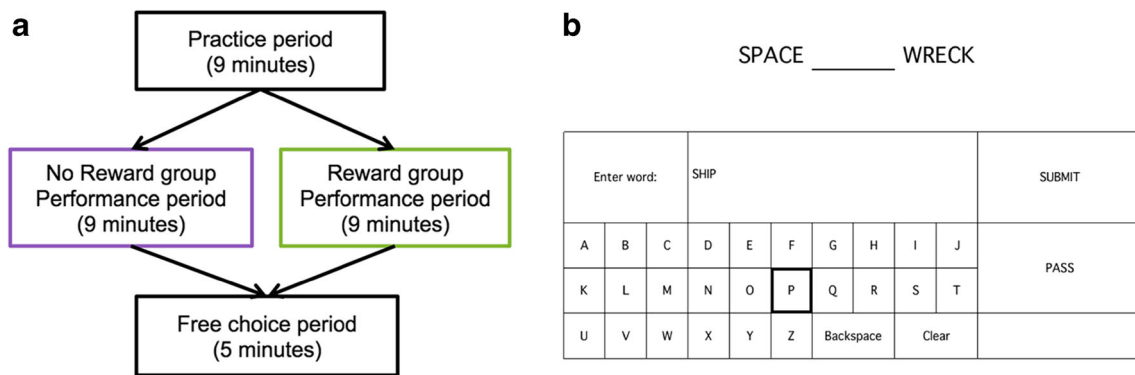 a
Practice period
(9 minutes)
No Reward group
Performance period
(9 minutes)
Reward group
Performance period
(9 minutes)
Free choice period
(5 minutes)
b
SPACE ________ WRECK
Enter word:
SHIP
SUBMIT
A B C D E F G H I J
PASS
K L M N O P Q R S T
U V W X Y Z Backspace Clear